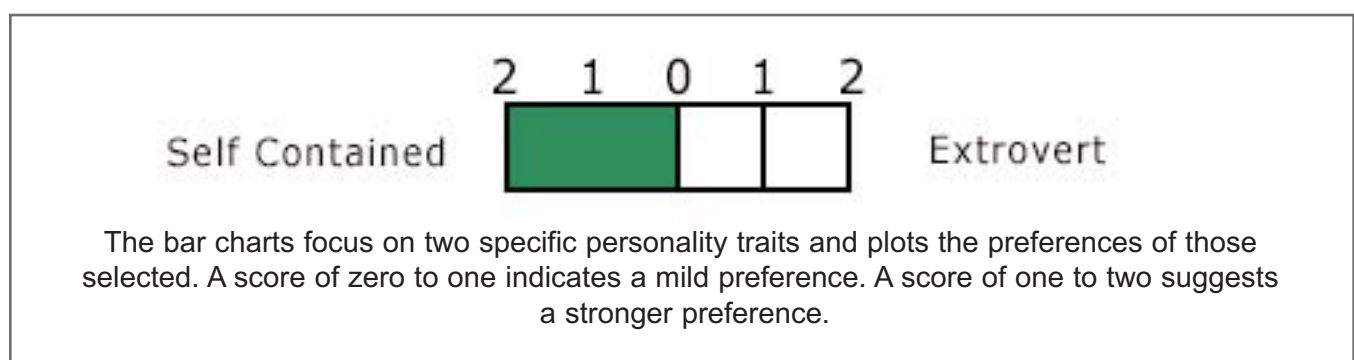 2 1 0 1 2
Self Contained Extrovert
The bar charts focus on two specific personality traits and plots the preferences of those
selected. A score of zero to one indicates a mild preference. A score of one to two suggests
a stronger preference.